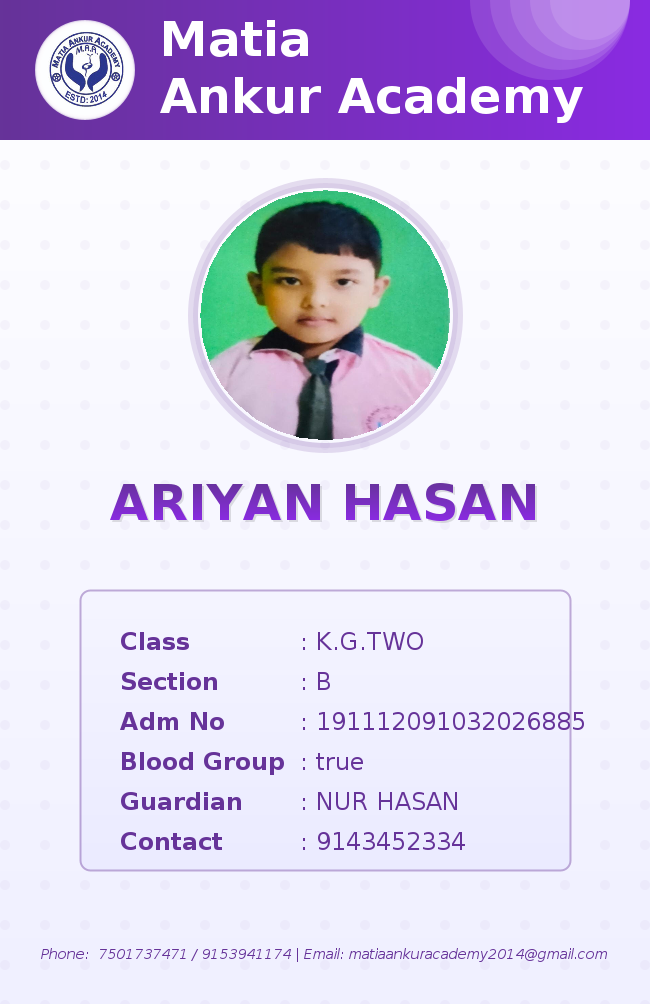 Matia
Ankur Academy
MATIA ANKUR ACADEMY
M.A.A
ESTD: 2014
ARIYAN HASAN
Class : K.G.TWO
Section : B
Adm No : 191112091032026885
Blood Group : true
Guardian : NUR HASAN
Contact : 9143452334
Phone: 7501737471 / 9153941174 | Email: matiaankuracademy2014@gmail.com